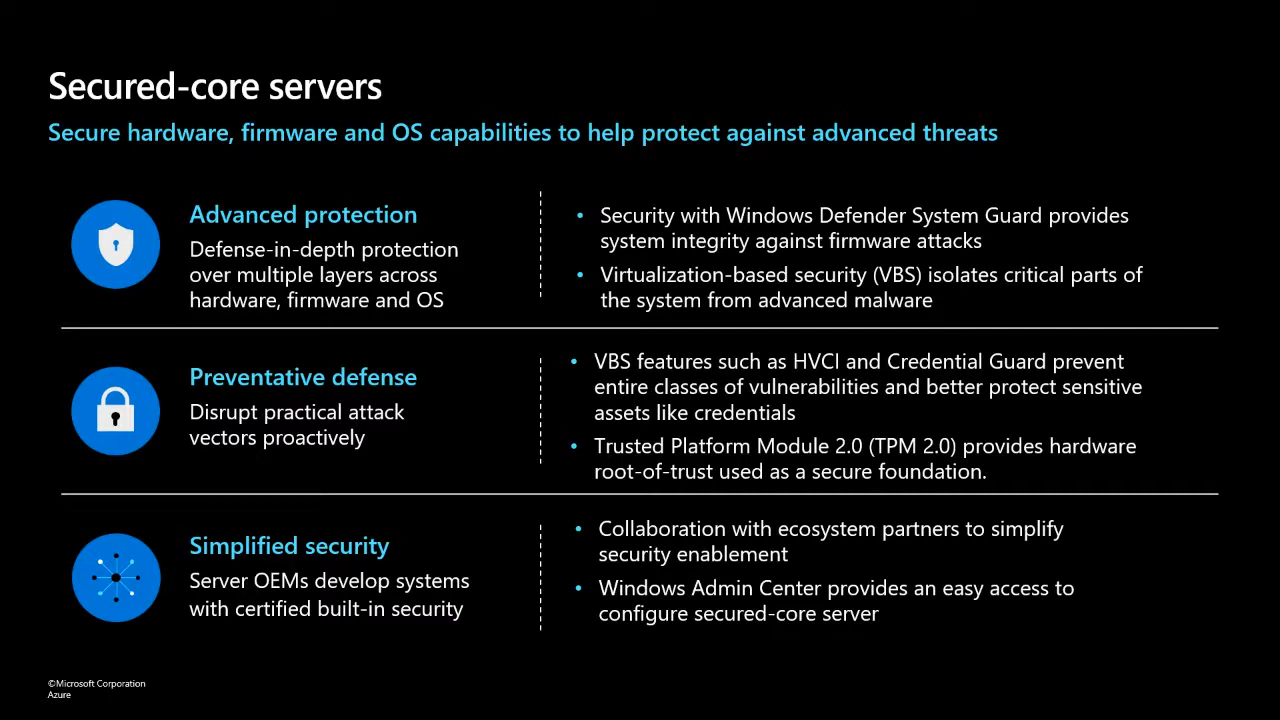 Secured-core servers
Secure hardware, firmware and OS capabilities to help protect against advanced threats
Advanced protection
Defense-in-depth protection
over multiple layers across
hardware, firmware and OS
• Security with Windows Defender System Guard provides
system integrity against firmware attacks
• Virtualization-based security (VBS) isolates critical parts of
the system from advanced malware
Preventative defense
Disrupt practical attack
vectors proactively
• VBS features such as HVCI and Credential Guard prevent
entire classes of vulnerabilities and better protect sensitive
assets like credentials
• Trusted Platform Module 2.0 (TPM 2.0) provides hardware
root-of-trust used as a secure foundation.
Simplified security
Server OEMs develop systems
with certified built-in security
• Collaboration with ecosystem partners to simplify
security enablement
• Windows Admin Center provides an easy access to
configure secured-core server
©Microsoft Corporation
Azure